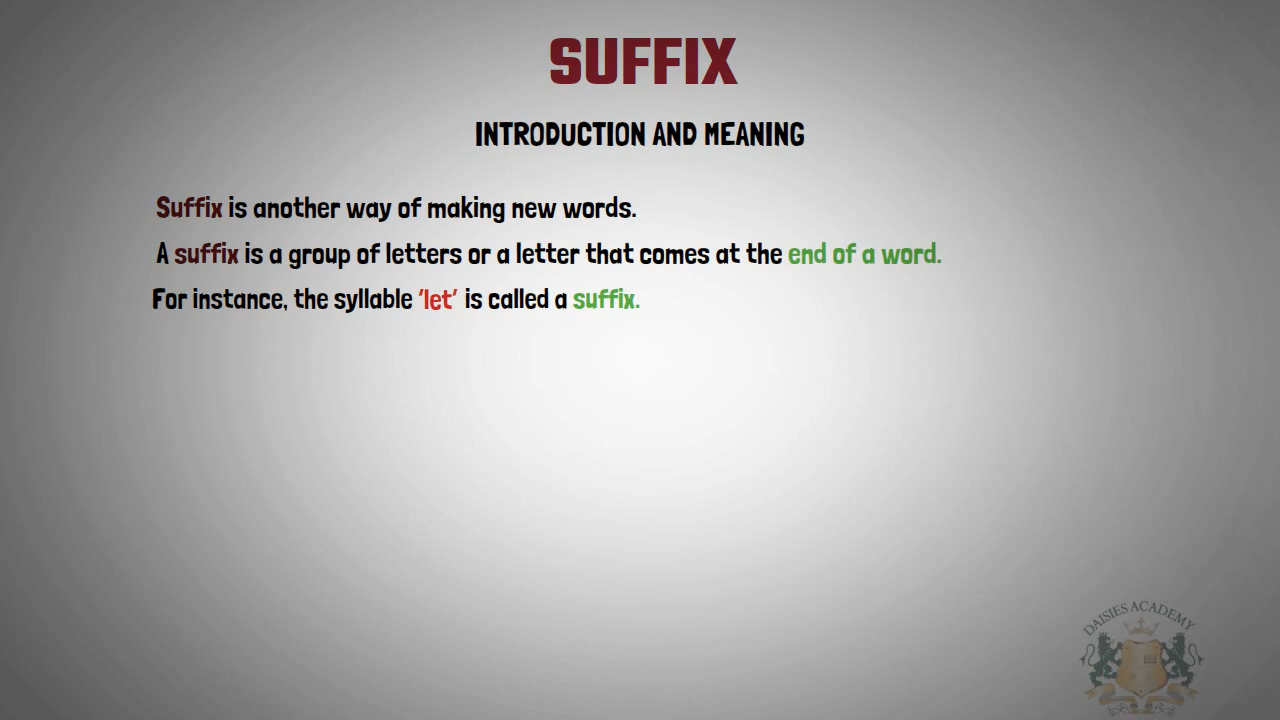 SUFFIX
INTRODUCTION AND MEANING
Suffix is another way of making new words.
A suffix is a group of letters or a letter that comes at the end of a word.
For instance, the syllable 'let' is called a suffix.
DAISIES ACADEMY